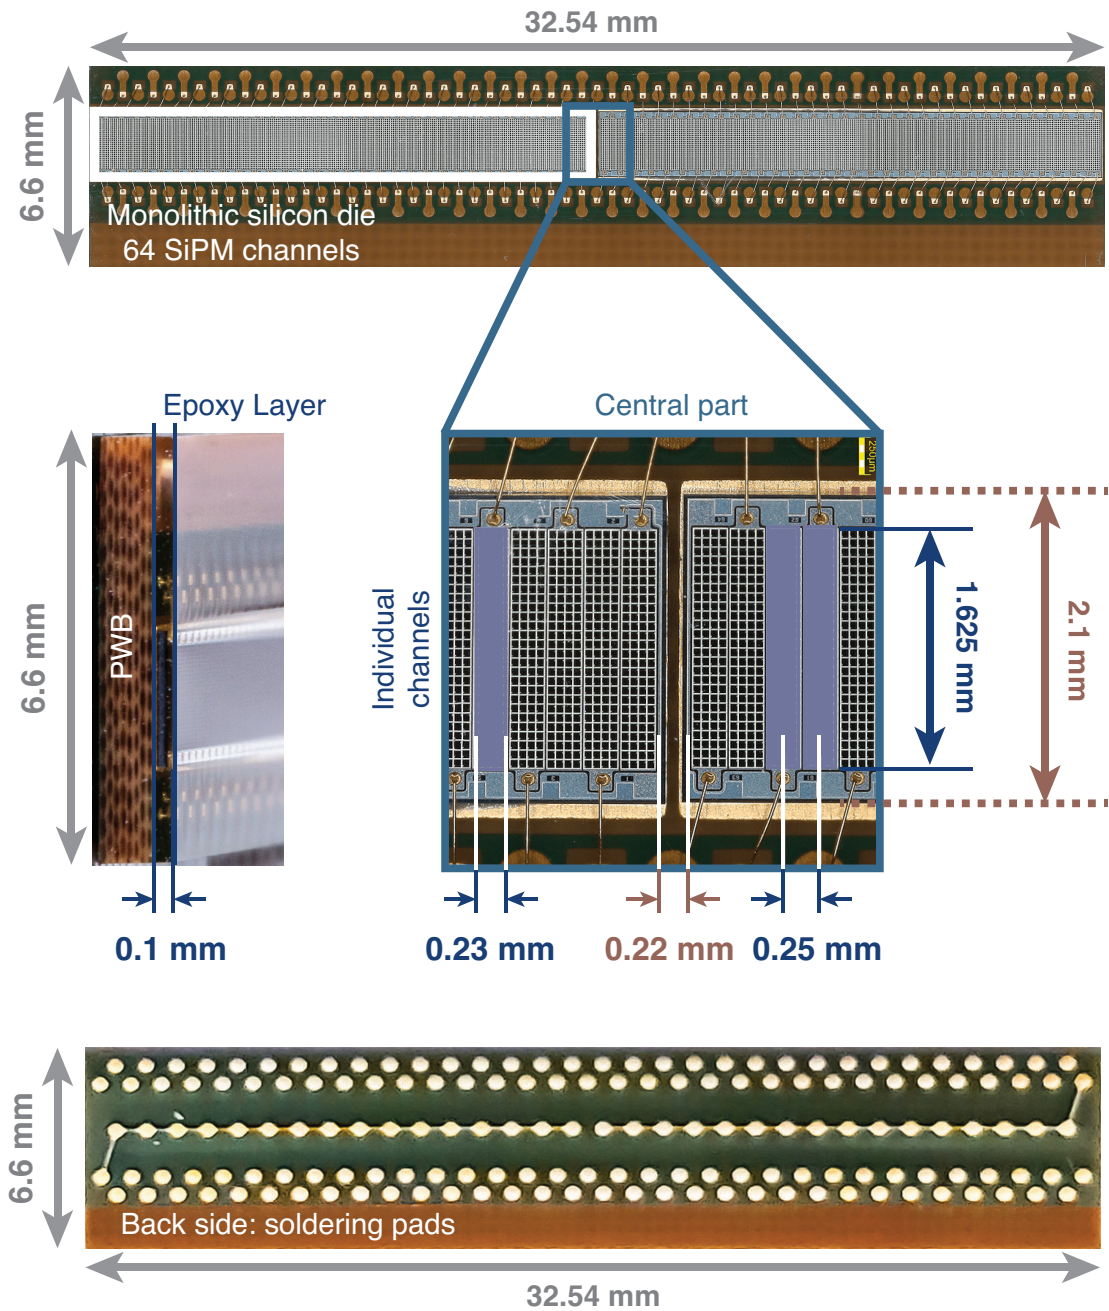 32.54 mm
6.6 mm
Monolithic silicon die
64 SiPM channels
Epoxy Layer
Central part
250µm
6.6 mm
PWB
Individual
channels
1.625 mm
2.1 mm
0.1 mm
0.23 mm
0.22 mm
0.25 mm
6.6 mm
Back side: soldering pads
32.54 mm